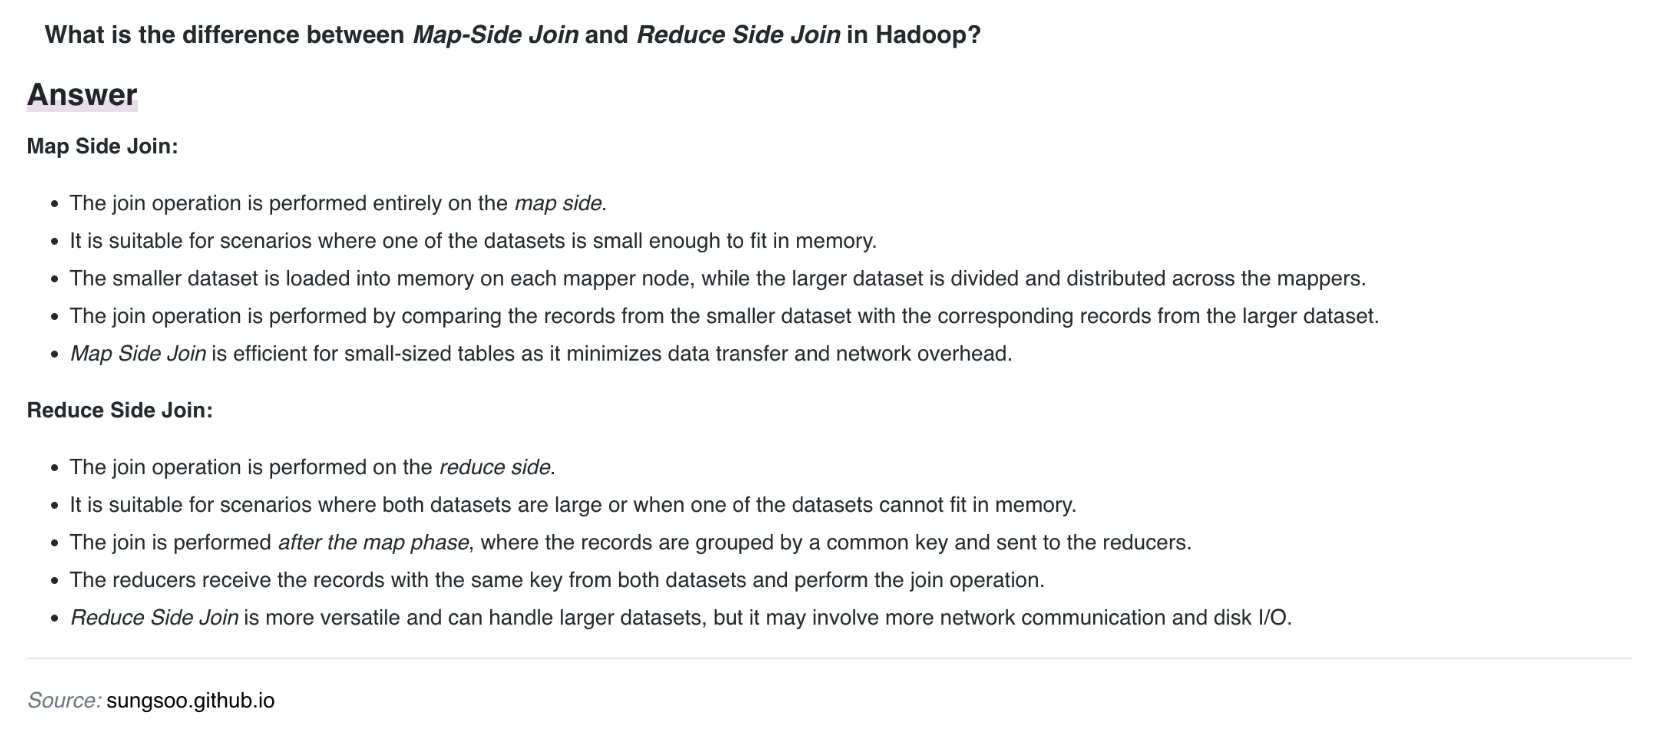 What is the difference between Map-Side Join and Reduce Side Join in Hadoop?
Answer
Map Side Join:
• The join operation is performed entirely on the map side.
• It is suitable for scenarios where one of the datasets is small enough to fit in memory.
• The smaller dataset is loaded into memory on each mapper node, while the larger dataset is divided and distributed across the mappers.
• The join operation is performed by comparing the records from the smaller dataset with the corresponding records from the larger dataset.
• Map Side Join is efficient for small-sized tables as it minimizes data transfer and network overhead.
Reduce Side Join:
• The join operation is performed on the reduce side.
• It is suitable for scenarios where both datasets are large or when one of the datasets cannot fit in memory.
• The join is performed after the map phase, where the records are grouped by a common key and sent to the reducers.
• The reducers receive the records with the same key from both datasets and perform the join operation.
• Reduce Side Join is more versatile and can handle larger datasets, but it may involve more network communication and disk I/O.
Source: sungsoo.github.io